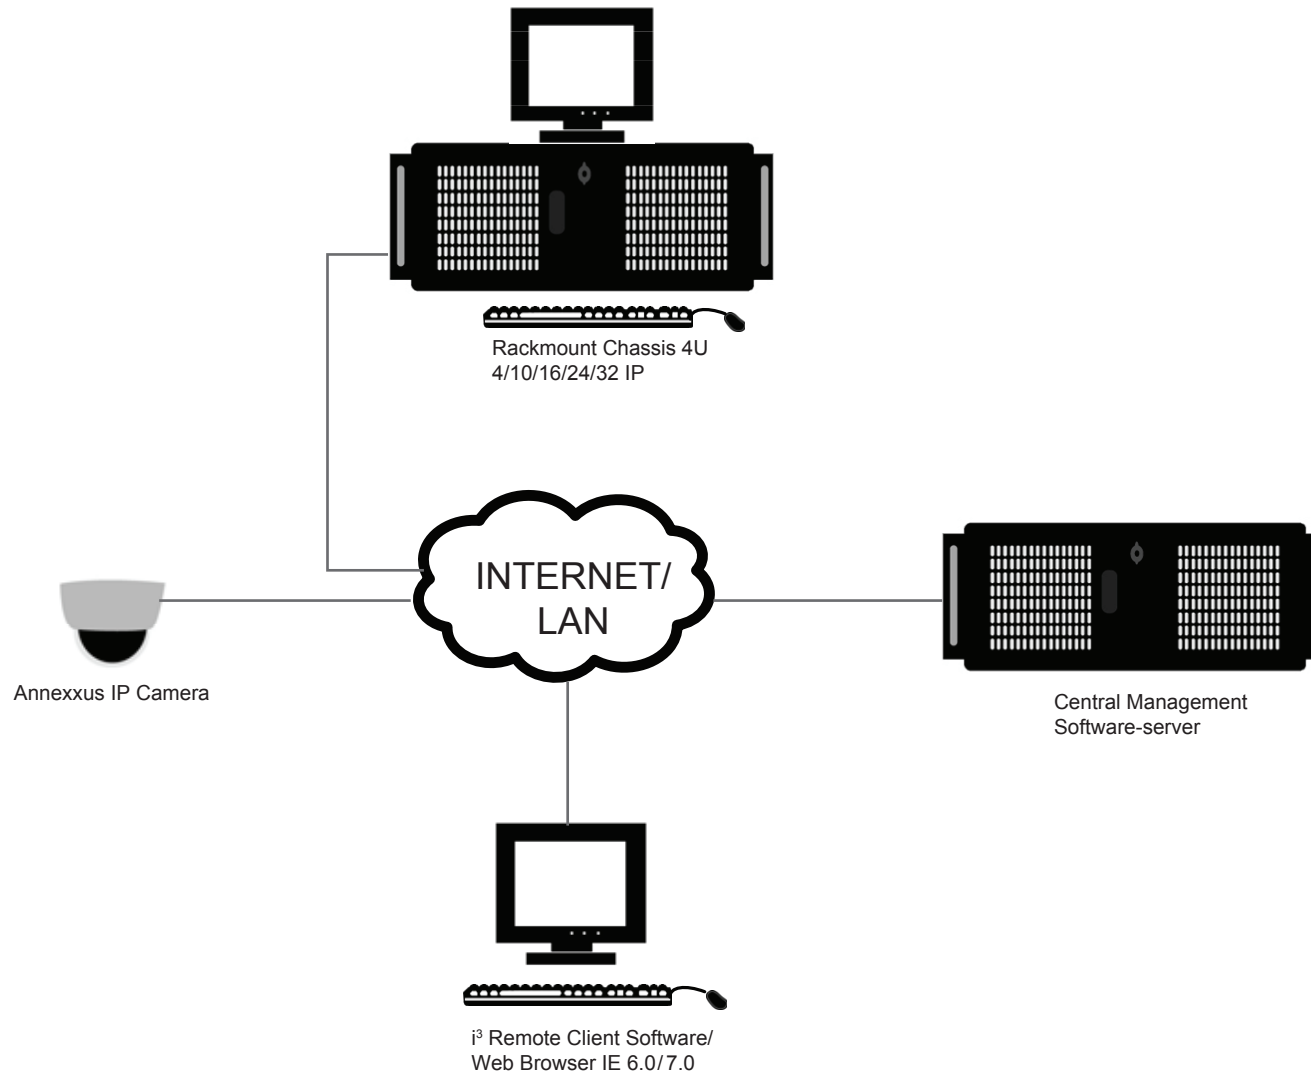 Rackmount Chassis 4U
4/10/16/24/32 IP
INTERNET/
LAN
Annexxus IP Camera
Central Management
Software-server
i³ Remote Client Software/
Web Browser IE 6.0/7.0